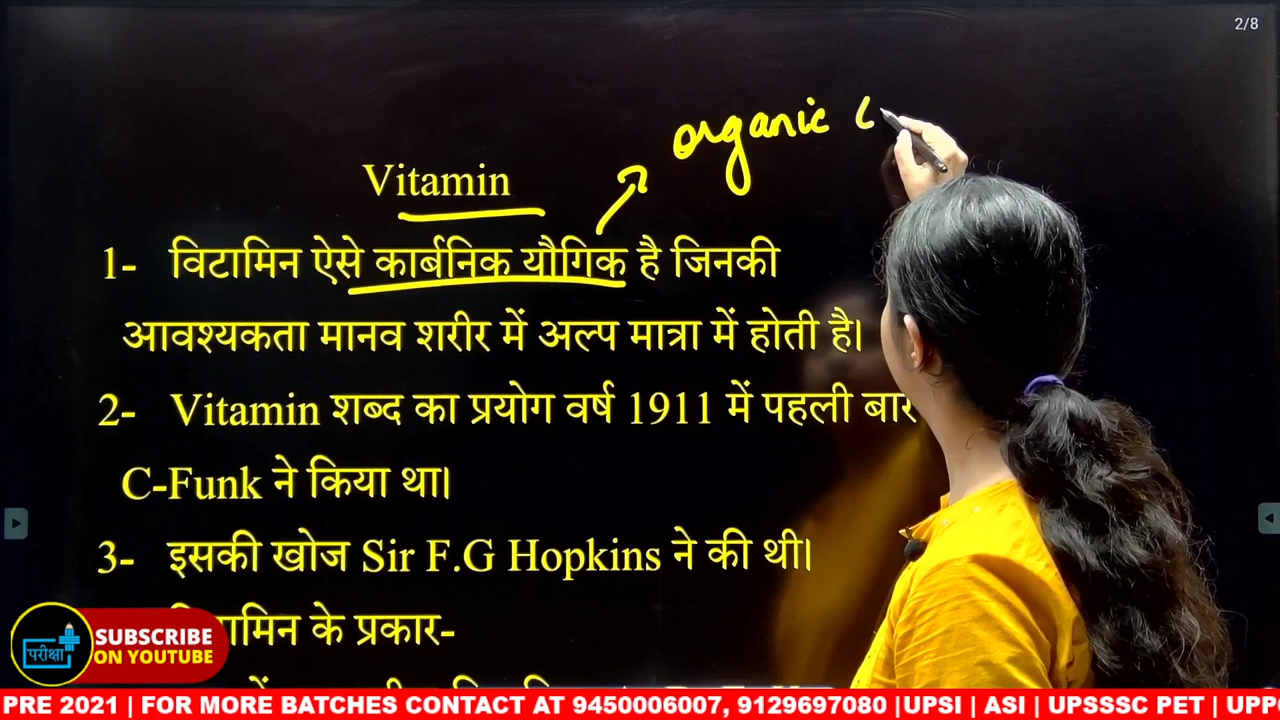 2/8
organic C
Vitamin
1- विटामिन ऐसे कार्बनिक यौगिक है जिनकी
आवश्यकता मानव शरीर में अल्प मात्रा में होती है।
2- Vitamin शब्द का प्रयोग वर्ष 1911 में पहली बार
C-Funk ने किया था।
3- इसकी खोज Sir F.G Hopkins ने की थी।
के प्रकार-
परीक्षा
SUBSCRIBE
ON YOUTUBE
PRE 2021 | FOR MORE BATCHES CONTACT AT 9450006007, 9129697080 |UPSI | ASI | UPSSSC PET |